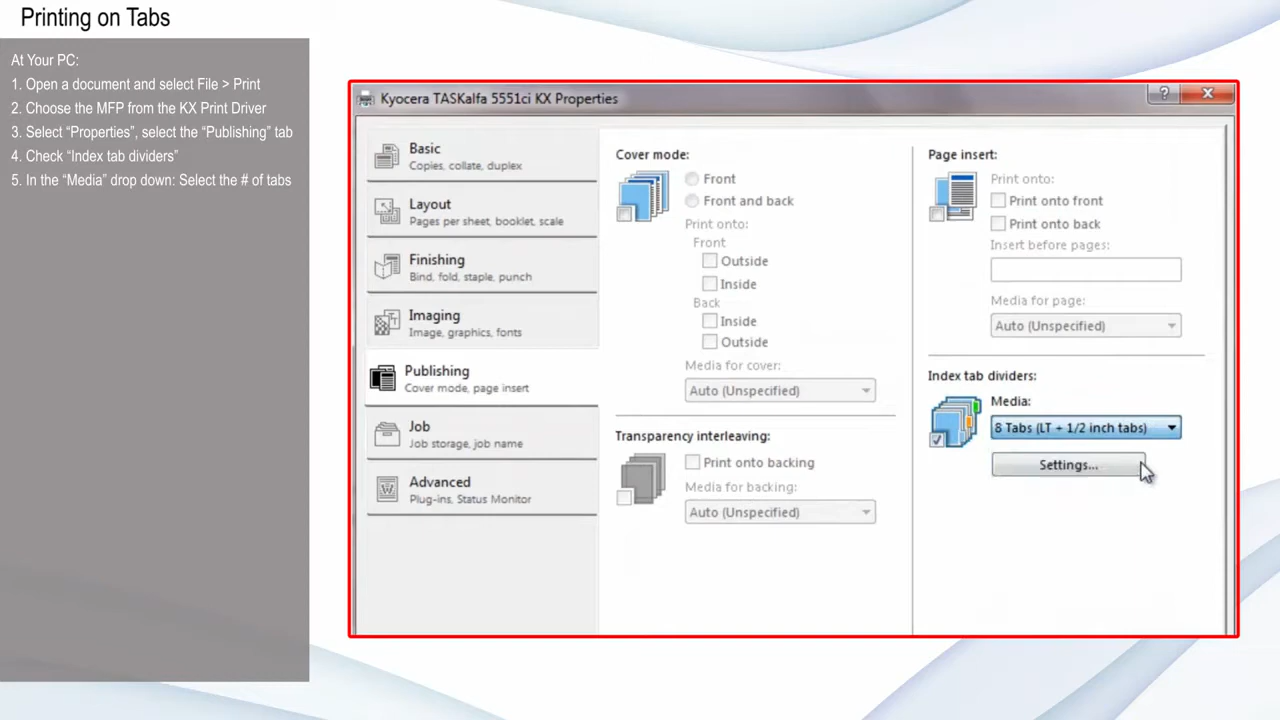 Printing on Tabs
At Your PC:
1. Open a document and select File > Print
2. Choose the MFP from the KX Print Driver
3. Select “Properties”, select the “Publishing” tab
4. Check “Index tab dividers”
5. In the “Media” drop down: Select the # of tabs
Kyocera TASKalfa 5551ci KX Properties
Basic
Copies, collate, duplex
Layout
Pages per sheet, booklet, scale
Finishing
Bind, fold, staple, punch
Imaging
Image, graphics, fonts
Publishing
Cover mode, page insert
Job
Job storage, job name
Advanced
Plug-ins, Status Monitor
Cover mode:
Front
Front and back
Print onto:
Front
Outside
Inside
Back
Inside
Outside
Media for cover:
Auto (Unspecified)
Transparency interleaving:
Print onto backing
Media for backing:
Auto (Unspecified)
Page insert:
Print onto:
Print onto front
Print onto back
Insert before pages:
Media for page:
Auto (Unspecified)
Index tab dividers:
Media:
8 Tabs (LT + 1/2 inch tabs)
Settings...